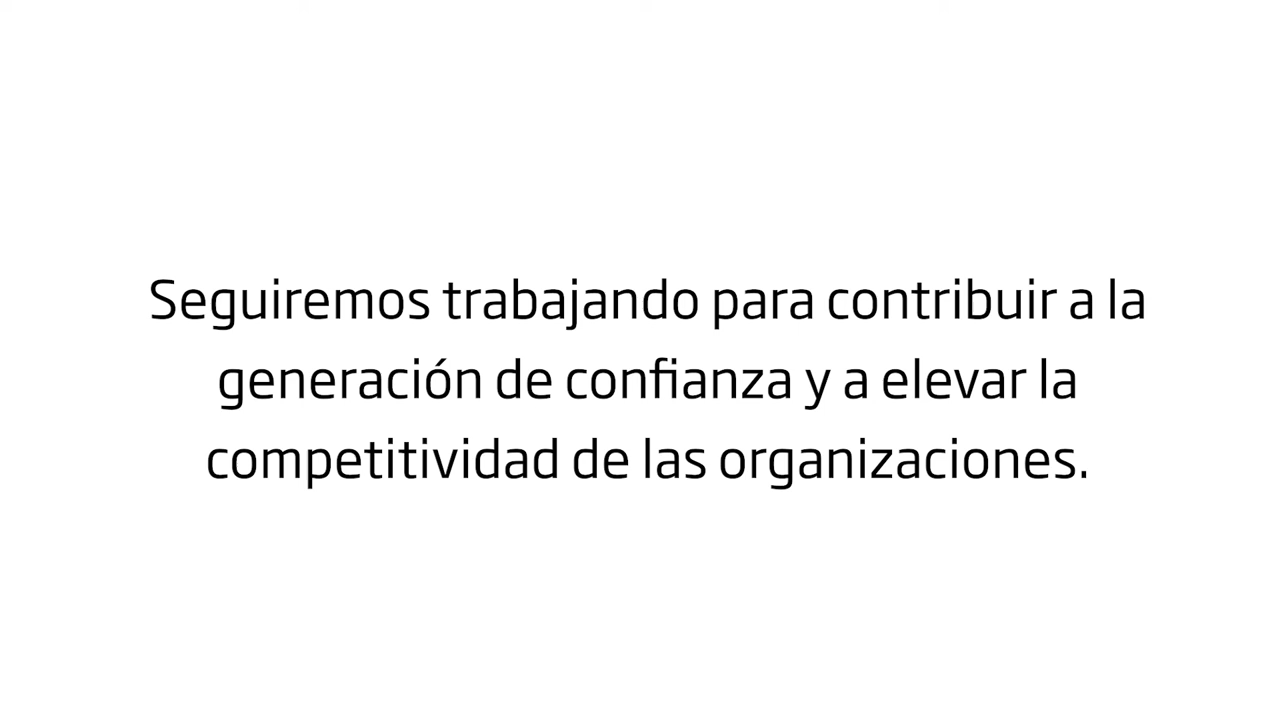 Seguiremos trabajando para contribuir a la
generación de confianza y a elevar la
competitividad de las organizaciones.